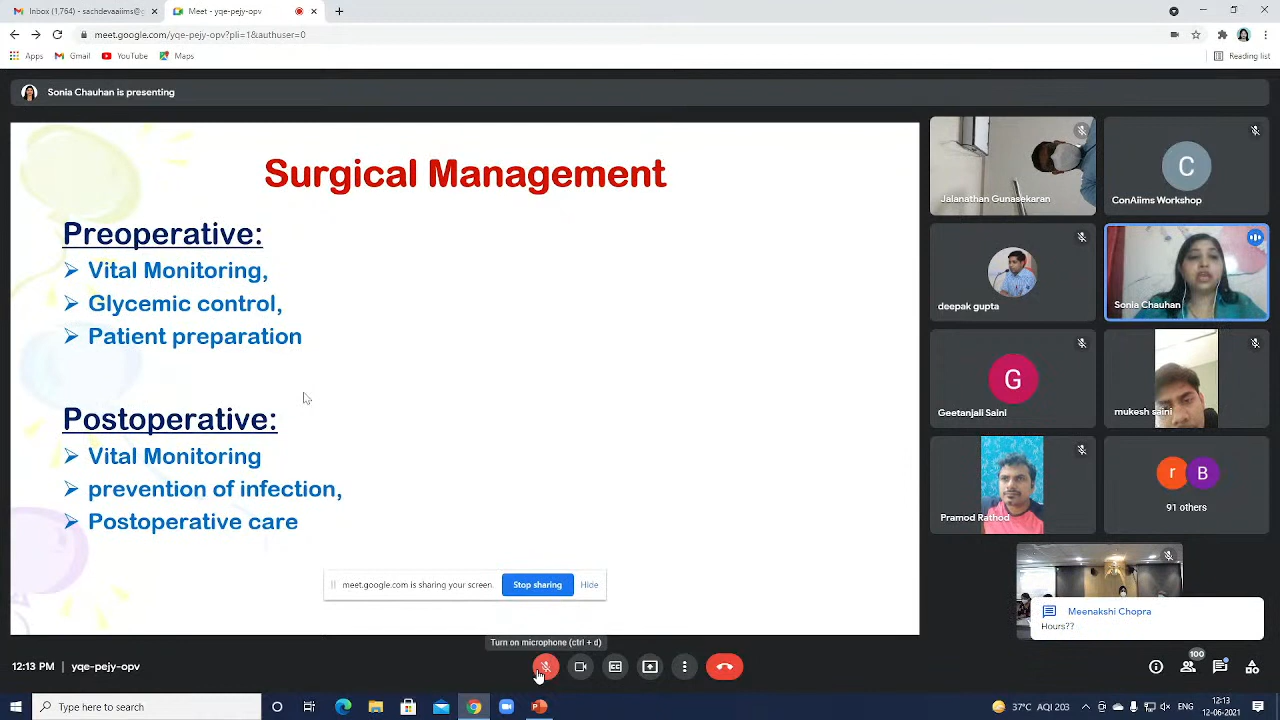 Inbox (1,764) - sachdevaaiims@g
Meet - yqe-pejy-opv
meet.google.com/yqe-pejy-opv?pli=1&authuser=0
Apps
Gmail
YouTube
Maps
Reading list
Sonia Chauhan is presenting
Surgical Management
Preoperative:
Vital Monitoring,
Glycemic control,
Patient preparation
Postoperative:
Vital Monitoring
prevention of infection,
Postoperative care
meet.google.com is sharing your screen.
Stop sharing
Hide
Jalanathan Gunasekaran
C
ConAiims Workshop
deepak gupta
Sonia Chauhan
G
Geetanjali Saini
mukesh saini
Pramod Rathod
r
B
91 others
Meenakshi Chopra
Hours??
Turn on microphone (ctrl + d)
12:13 PM | yqe-pejy-opv
100
Type here to search
37°C AQI 203
ENG
12:13
12-06-2021